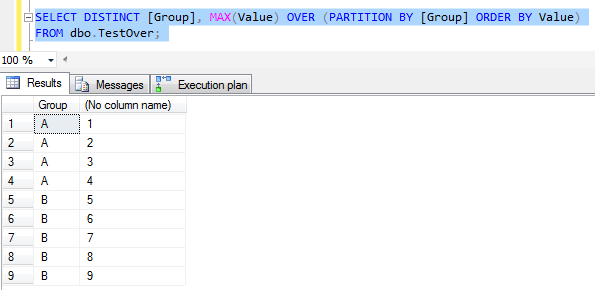 SELECT DISTINCT [Group], MAX(Value) OVER (PARTITION BY [Group] ORDER BY Value)
FROM dbo.TestOver;
100 %
Results Messages Execution plan
Group (No column name)
1 A 1
2 A 2
3 A 3
4 A 4
5 B 5
6 B 6
7 B 7
8 B 8
9 B 9